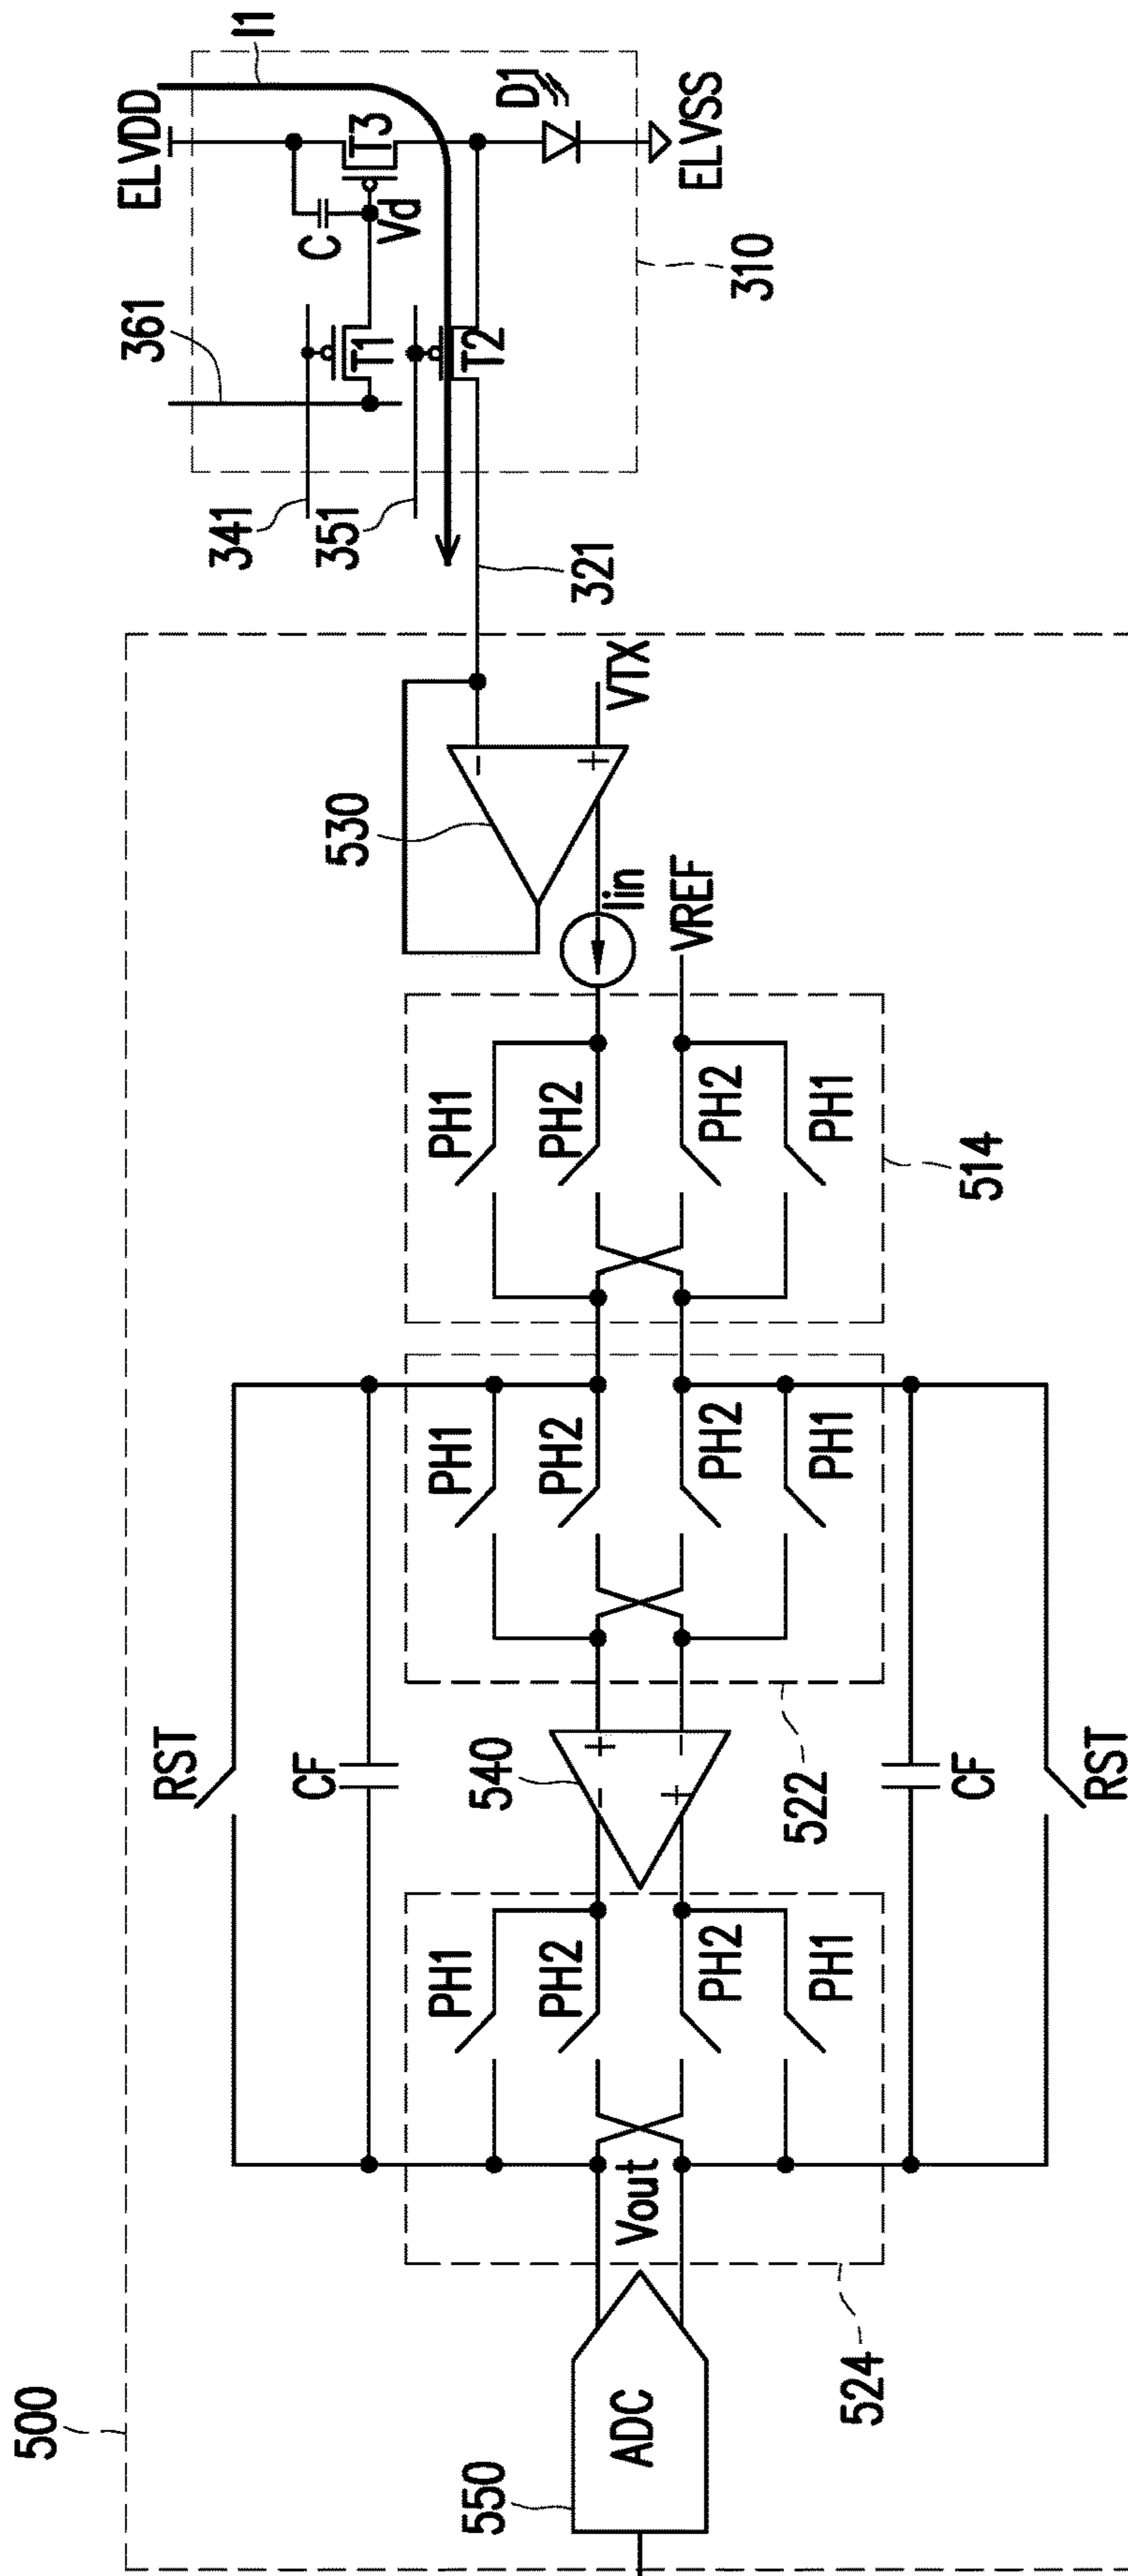 500
550
ADC
524
Vout
RST
CF
PH1
PH2
PH2
PH1
540
+
-
-
+
522
CF
RST
PH1
PH2
PH2
PH1
514
PH1
PH2
PH2
PH1
VREF
Iin
530
-
+
VTX
321
341
351
361
T1
T2
C
Vd
T3
ELVDD
I1
D1
ELVSS
310